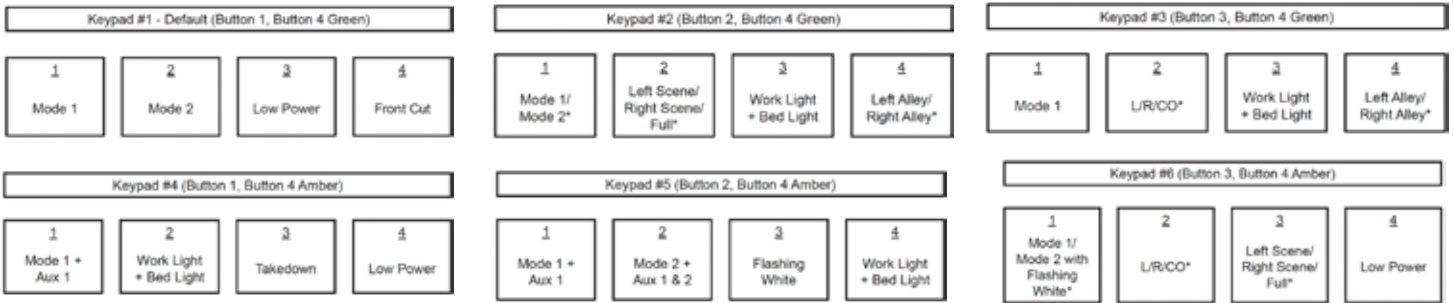 Keypad #1 - Default (Button 1, Button 4 Green)
1
Mode 1
2
Mode 2
3
Low Power
4
Front Cut
Keypad #2 (Button 2, Button 4 Green)
1
Mode 1/
Mode 2*
2
Left Scene/
Right Scene/
Full*
3
Work Light
+ Bed Light
4
Left Alley/
Right Alley*
Keypad #3 (Button 3, Button 4 Green)
1
Mode 1
2
L/R/CO*
3
Work Light
+ Bed Light
4
Left Alley/
Right Alley*
Keypad #4 (Button 1, Button 4 Amber)
1
Mode 1 +
Aux 1
2
Work Light
+ Bed Light
3
Takedown
4
Low Power
Keypad #5 (Button 2, Button 4 Amber)
1
Mode 1 +
Aux 1
2
Mode 2 +
Aux 1 & 2
3
Flashing
White
4
Work Light
+ Bed Light
Keypad #6 (Button 3, Button 4 Amber)
1
Mode 1/
Mode 2 with
Flashing
White*
2
L/R/CO*
3
Left Scene/
Right Scene/
Full*
4
Low Power